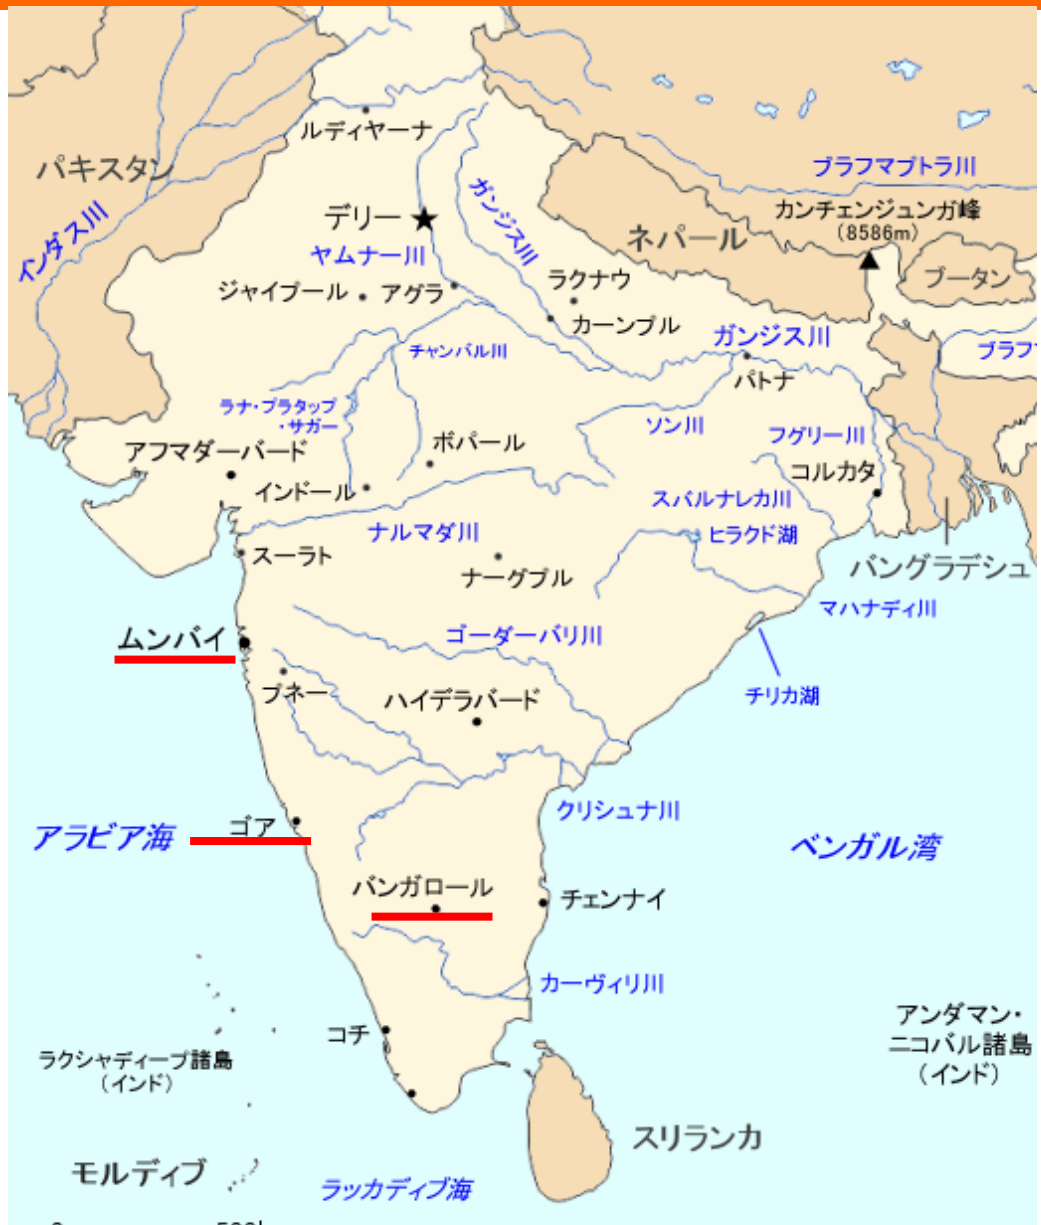 ルディヤーナ
パキスタン
ブラフマプトラ川
インダス川
ガンジス川
デリー
カンチェンジュンガ峰
(8586m)
ネパール
ヤムナー川
ブータン
ジャイプール
アグラ
ラクナウ
カーンプル
ガンジス川
チャンバル川
ブラフマ
パトナ
ラナ・プラタップ
・サガー
ソン川
フグリー川
アフマダーバード
ボパール
コルカタ
インドール
スバルナレカ川
ナルマダ川
ヒラクド湖
スーラト
ナーグプル
バングラデシュ
マハナディ川
ムンバイ
ゴーダーバリ川
プネー
ハイデラバード
チリカ湖
クリシュナ川
アラビア海
ゴア
ベンガル湾
バンガロール
チェンナイ
カーヴィリ川
コチ
アンダマン・
ニコバル諸島
(インド)
ラクシャディープ諸島
(インド)
スリランカ
モルディブ
ラッカディブ海